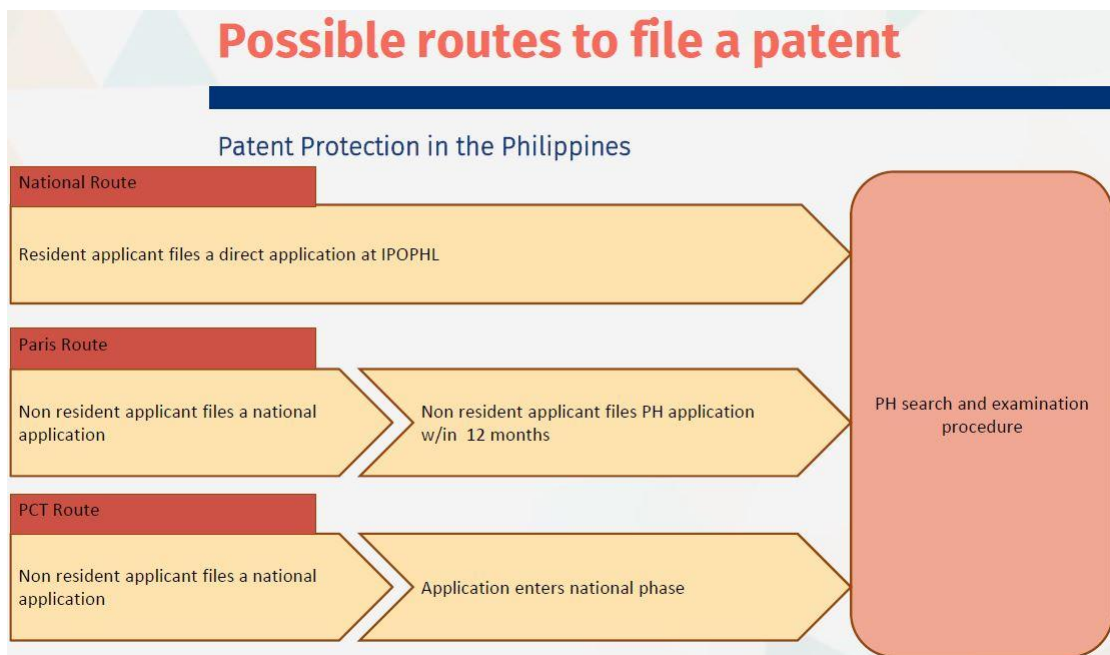 Possible routes to file a patent
Patent Protection in the Philippines
National Route
Resident applicant files a direct application at IPOPHL
Paris Route
Non resident applicant files a national
application
Non resident applicant files PH application
w/in 12 months
PCT Route
Non resident applicant files a national
application
Application enters national phase
PH search and examination
procedure